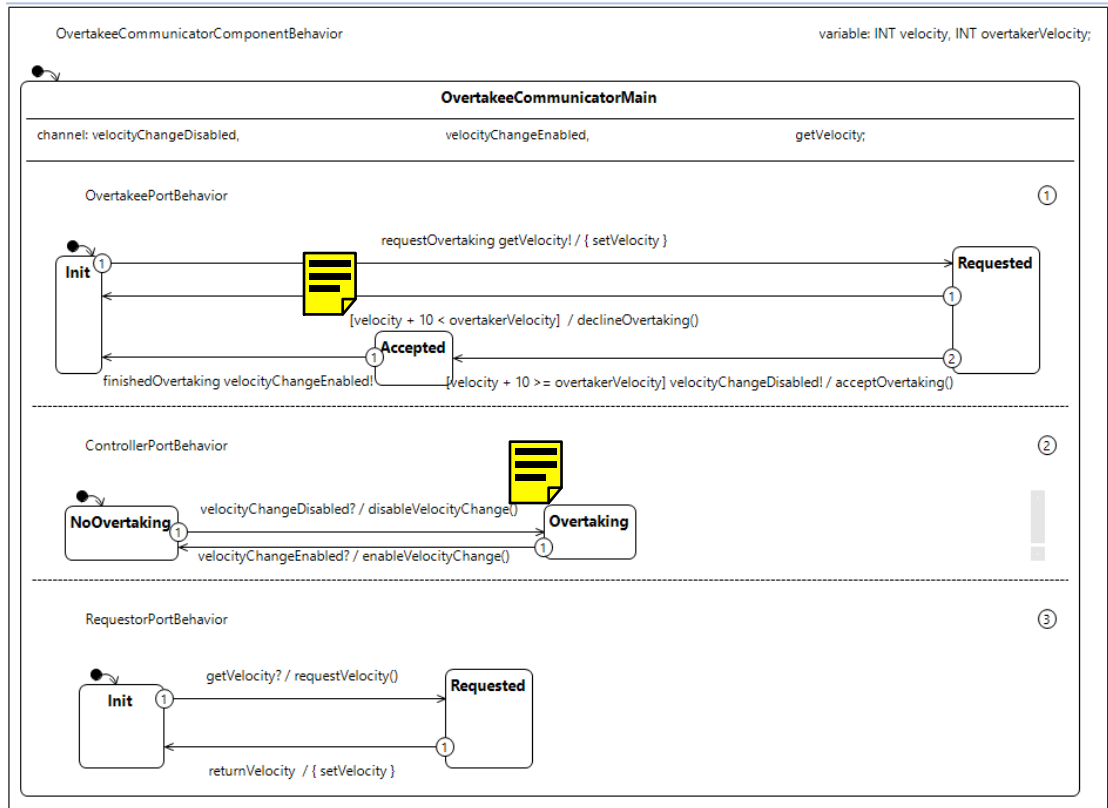 OvertakeeCommunicatorComponentBehavior
variable: INT velocity, INT overtakerVelocity;
OvertakeeCommunicatorMain
channel: velocityChangeDisabled, velocityChangeEnabled, getVelocity;
OvertakeePortBehavior
1
requestOvertaking getVelocity! / { setVelocity }
Init
1
Requested
1
[velocity + 10 < overtakerVelocity] / declineOvertaking()
Accepted
1
2
finishedOvertaking velocityChangeEnabled!
[velocity + 10 >= overtakerVelocity] velocityChangeDisabled! / acceptOvertaking()
ControllerPortBehavior
2
velocityChangeDisabled? / disableVelocityChange()
NoOvertaking
1
Overtaking
1
velocityChangeEnabled? / enableVelocityChange()
RequestorPortBehavior
3
getVelocity? / requestVelocity()
Init
1
Requested
1
returnVelocity / { setVelocity }